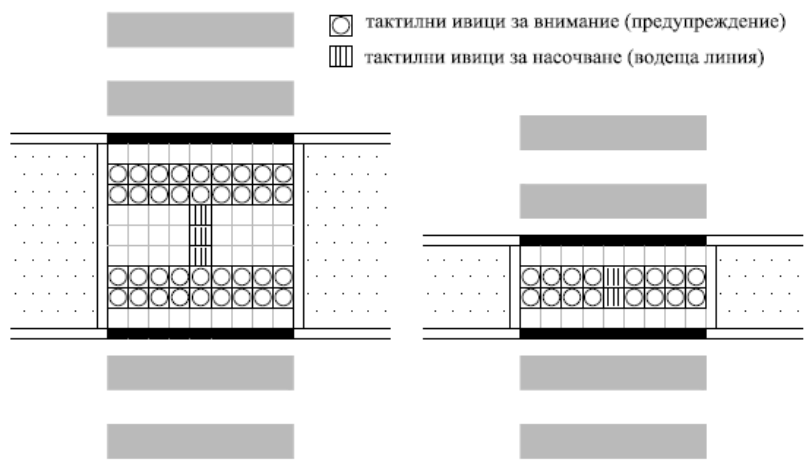 тактилни ивици за внимание (предупреждение)
тактилни ивици за насочване (водеща линия)